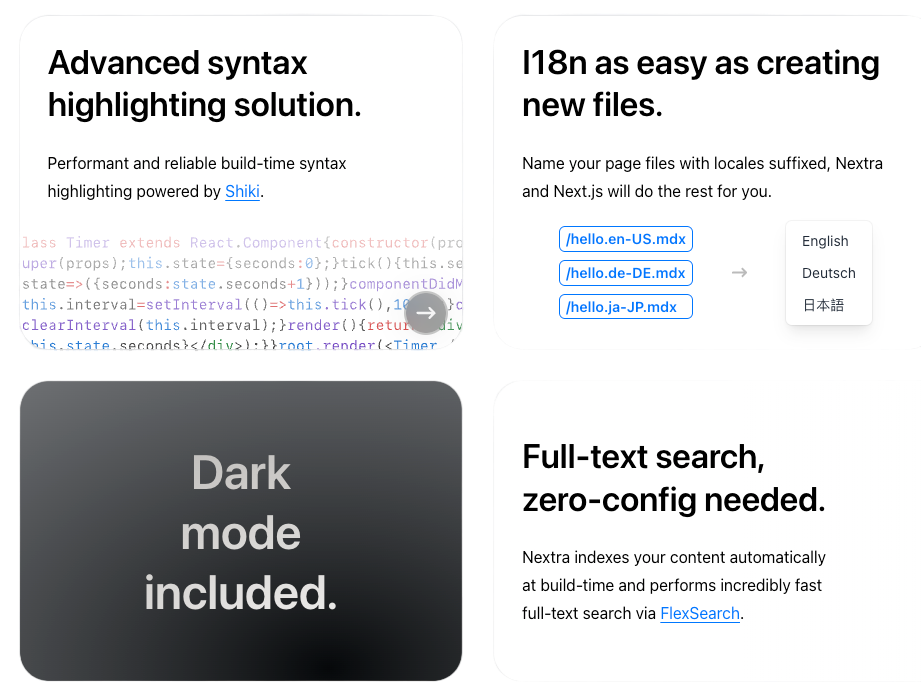 Advanced syntax
highlighting solution.
Performant and reliable build-time syntax
highlighting powered by Shiki.
lass Timer extends React.Component{constructor(pro
uper(props);this.state={seconds:0};}tick(){this.se
state=>({seconds:state.seconds+1}));}componentDidM
this.interval=setInterval(()=>this.tick(),10
clearInterval(this.interval);}render(){return div
his.state.seconds}</div>);}}root.render(<Timer
I18n as easy as creating
new files.
Name your page files with locales suffixed, Nextra
and Next.js will do the rest for you.
/hello.en-US.mdx
/hello.de-DE.mdx
/hello.ja-JP.mdx
→
English
Deutsch
日本語
Dark
mode
included.
Full-text search,
zero-config needed.
Nextra indexes your content automatically
at build-time and performs incredibly fast
full-text search via FlexSearch.